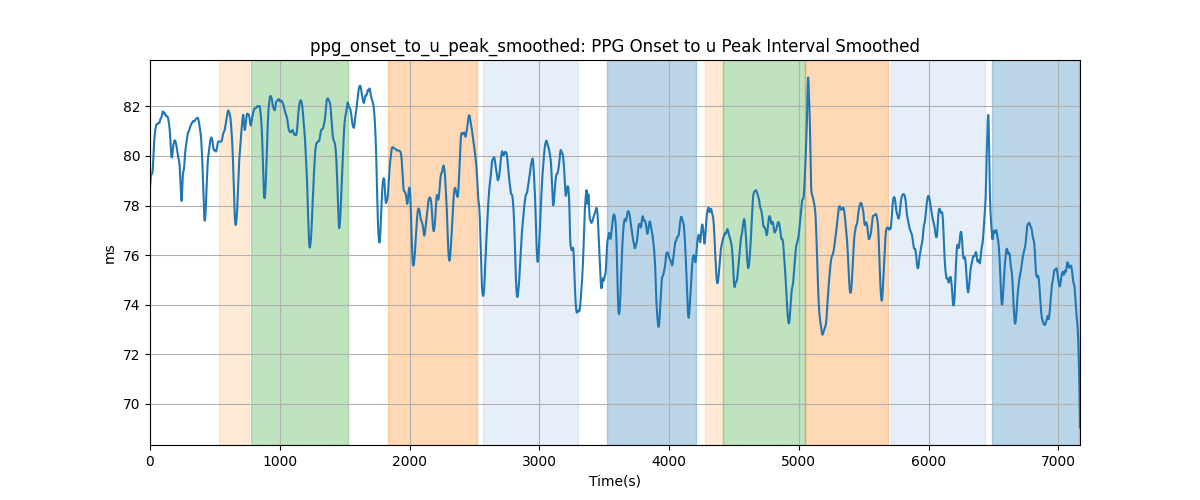 ppg_onset_to_u_peak_smoothed: PPG Onset to u Peak Interval Smoothed
82
80
78
76
74
72
70
ms
0 1000 2000 3000 4000 5000 6000 7000
Time(s)